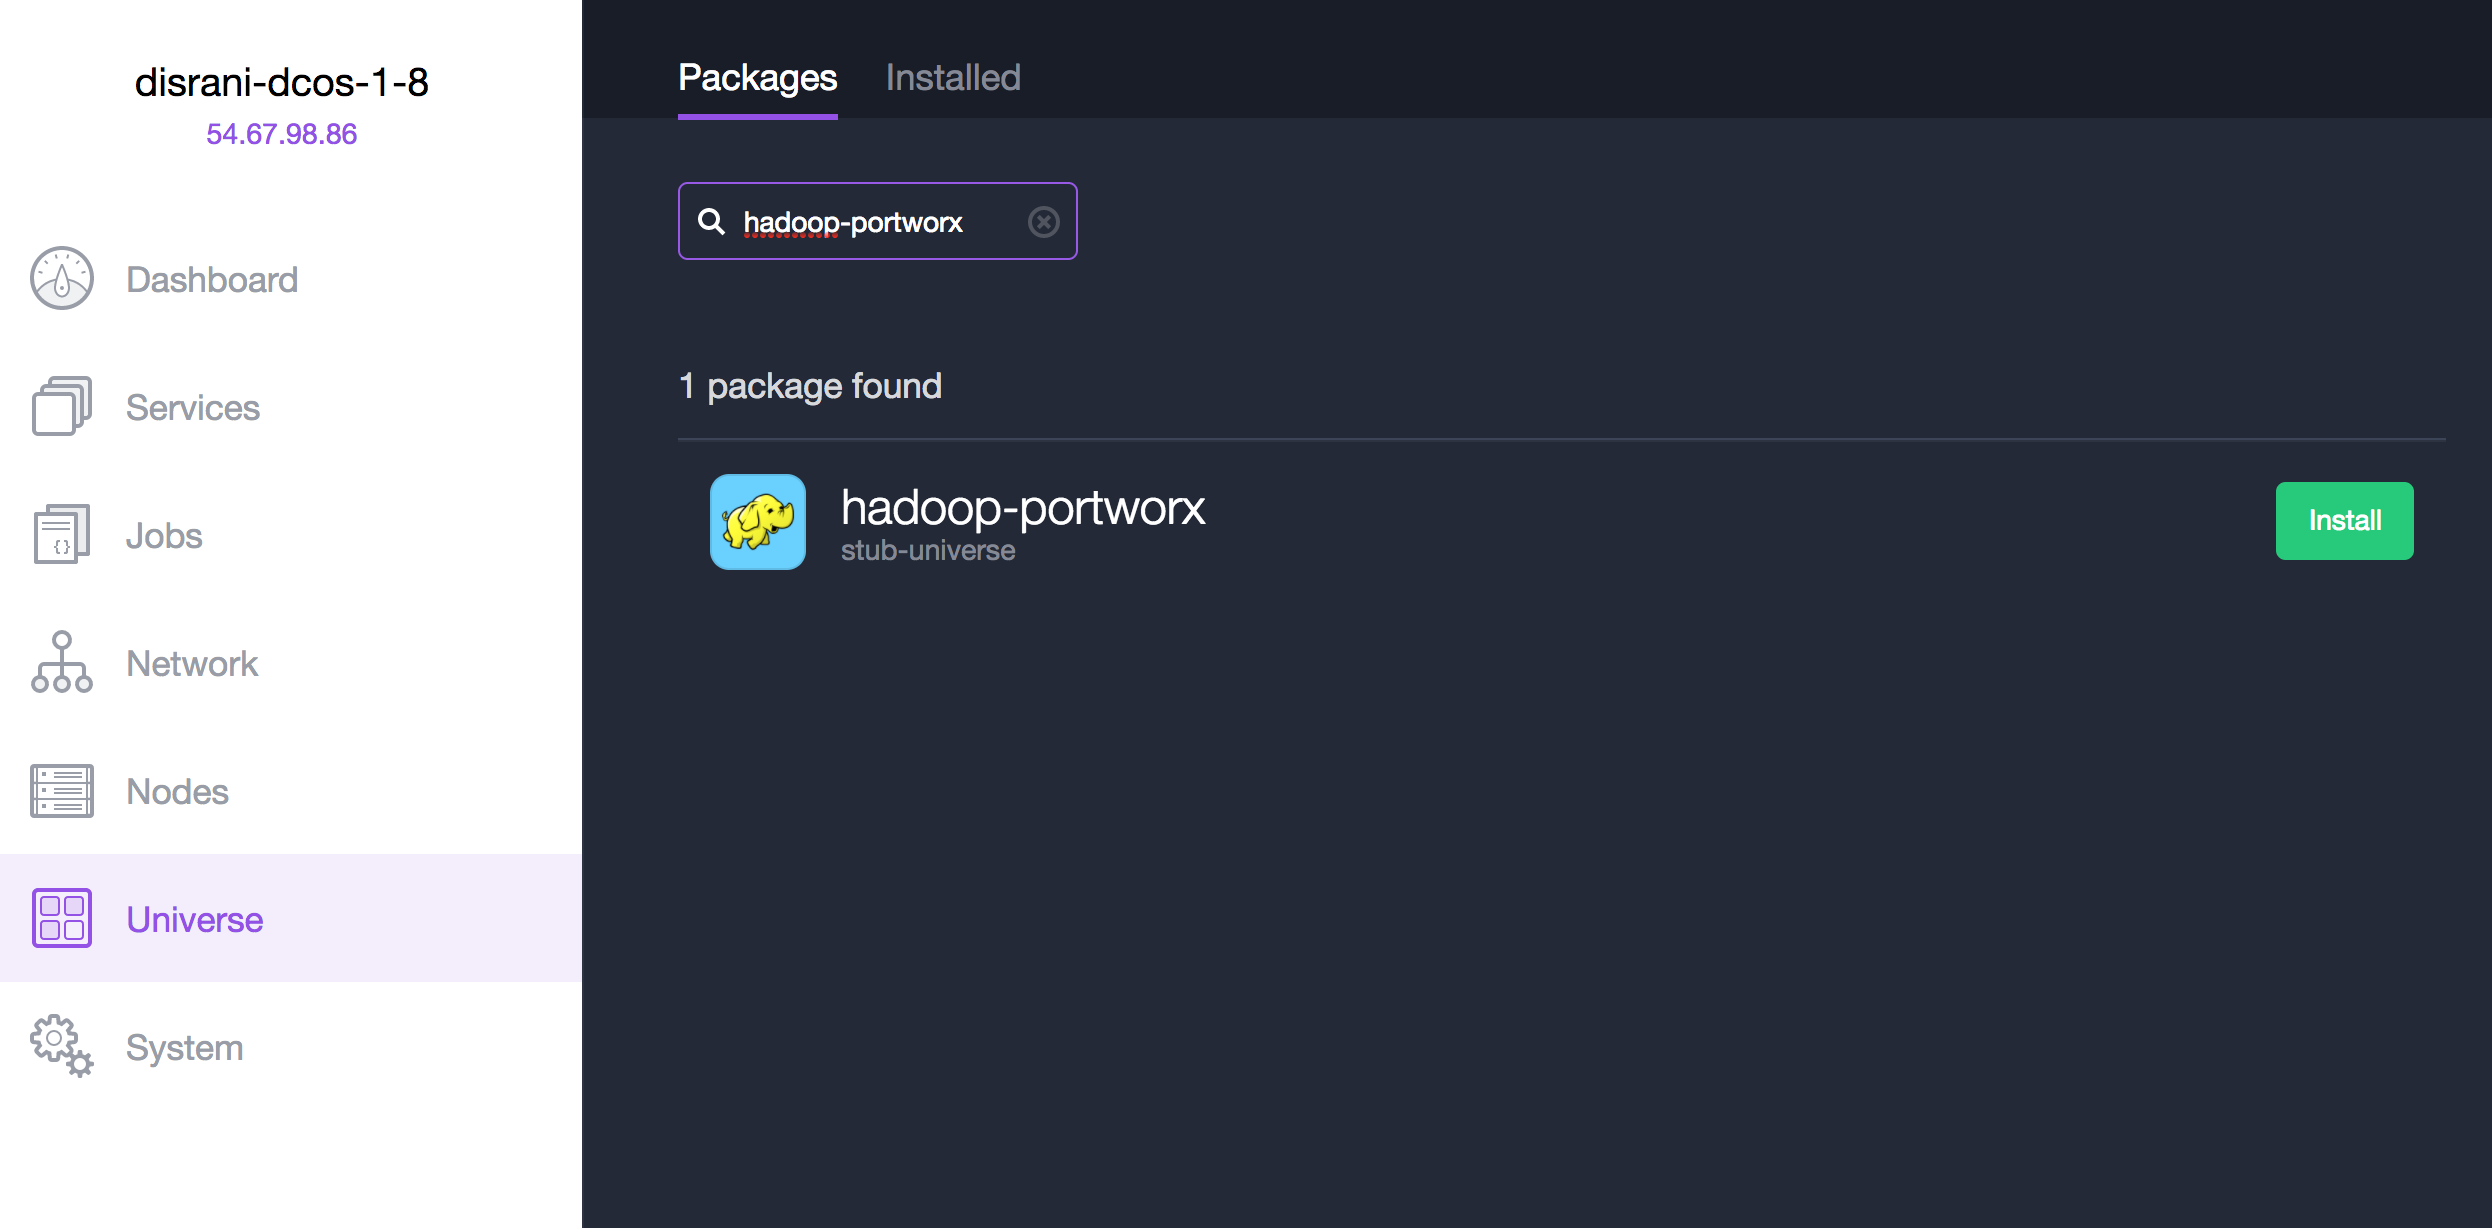 disrani-dcos-1-8
54.67.98.86
Dashboard
Services
Jobs
Network
Nodes
Universe
System
Packages
Installed
hadoop-portworx
1 package found
hadoop-portworx
stub-universe
Install